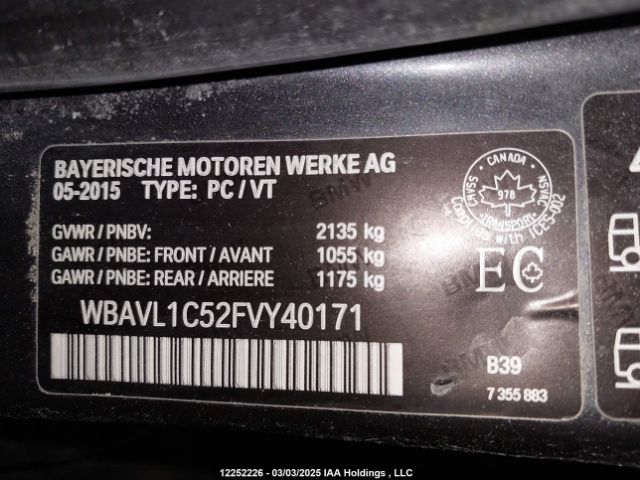 BAYERISCHE MOTOREN WERKE AG
05-2015 TYPE: PC / VT
GVWR / PNBV: 2135 kg
GAWR / PNBE: FRONT / AVANT 1055 kg
GAWR / PNBE: REAR / ARRIERE 1175 kg
WBAVL1C52FVY40171
CANADA
978
TRANSPORT
EC
B39
7 355 883
12252226 - 03/03/2025 IAA Holdings , LLC